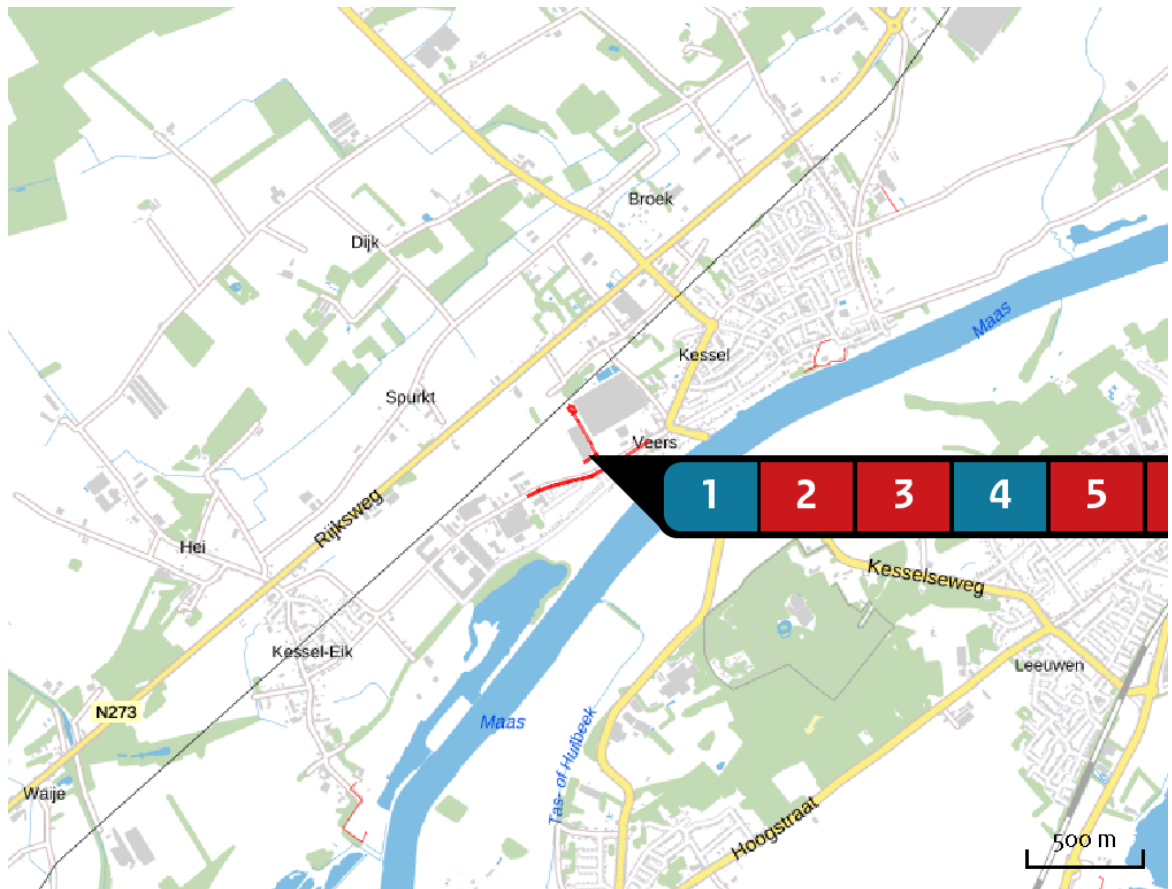 Broek
Dijk
Maas
Kessel
Spurkt
Veers
1 2 3 4 5
Rijksweg
Hei
Kesselseweg
Kessel-Eik
Leeuwen
N273
Maas
Tas- of Huilbeek
Waije
Hoogstraat
500 m